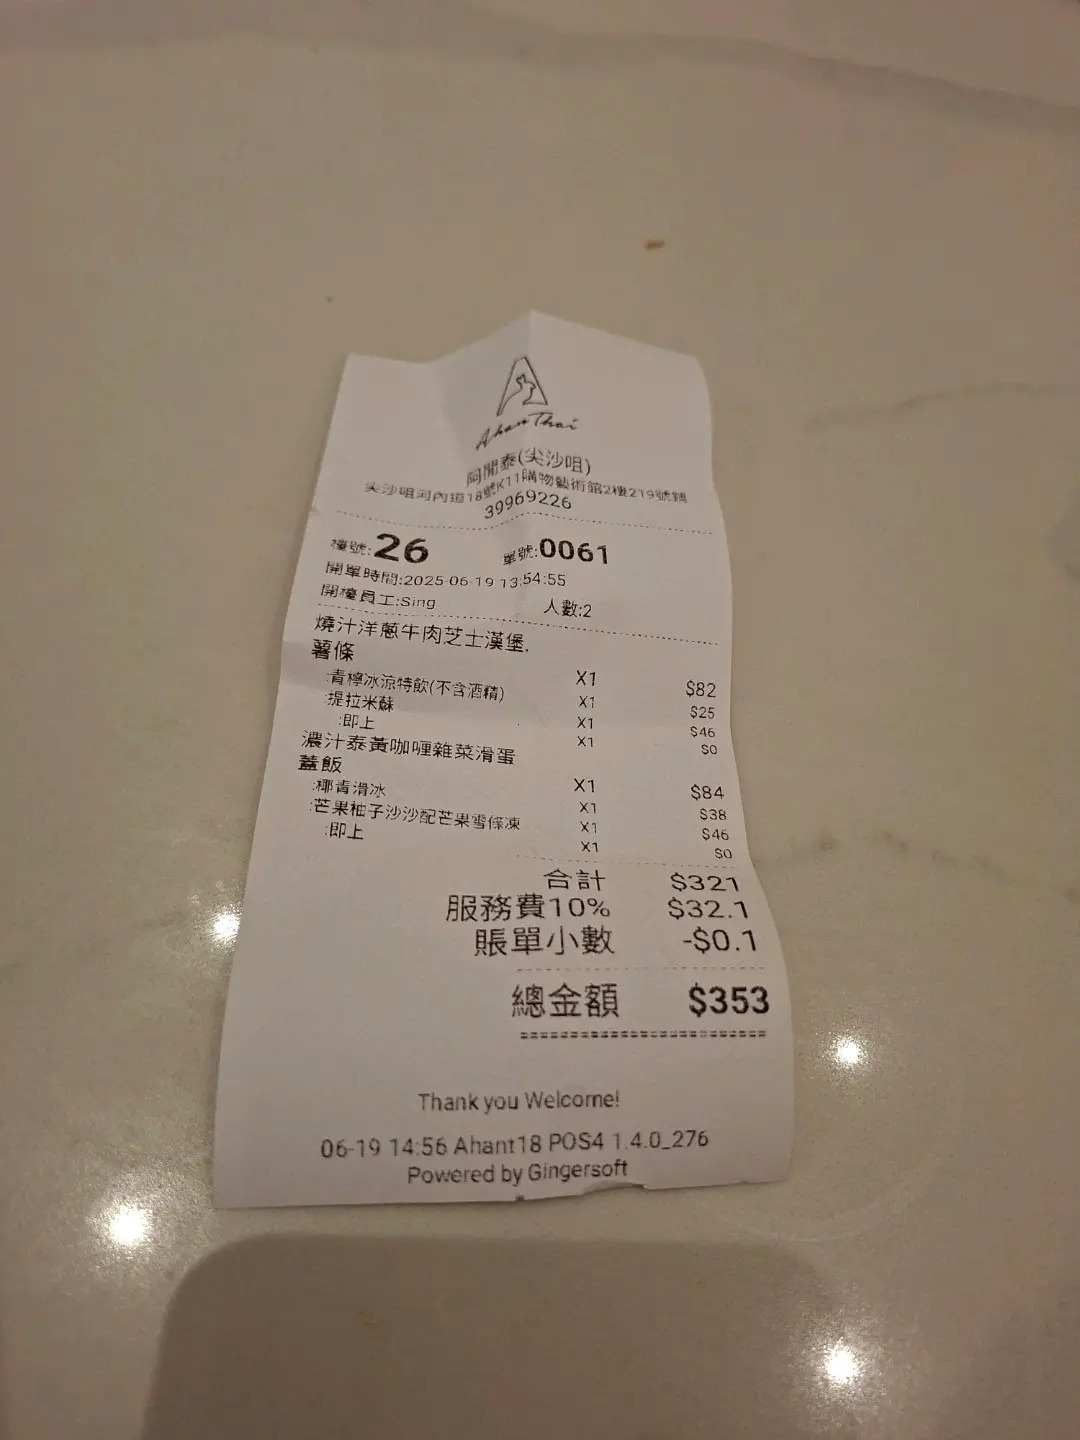 Ahan Thai
阿閒泰(尖沙咀)
尖沙咀河內道18號K11購物藝術館2樓219號舖
39969226
檯號:26 單號:0061
開單時間:2025-06-19 13:54:55
開檯員工:Sing 人數:2
燒汁洋蔥牛肉芝士漢堡.
薯條 X1 $82
:青檸冰涼特飲(不含酒精) X1 $25
:提拉米蘇 X1 $46
:即上 X1 $0
濃汁泰黃咖喱雜菜滑蛋
蓋飯 X1 $84
:椰青滑冰 X1 $38
:芒果柚子沙沙配芒果雪條凍 X1 $46
:即上 X1 $0
合計 $321
服務費10% $32.1
賬單小數 -$0.1
總金額 $353
Thank you Welcome!
06-19 14:56 Ahant18 POS4 1.4.0_276
Powered by Gingersoft